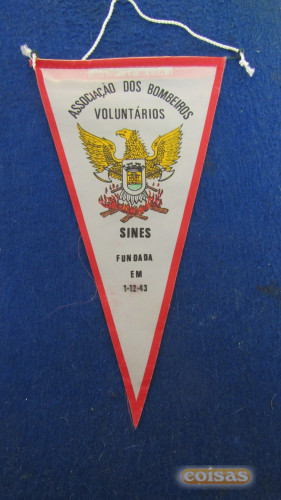 ASSOCIAÇÃO DOS BOMBEIROS
VOLUNTÁRIOS
SINES
FUNDADA
EM
1-12-43
coisas